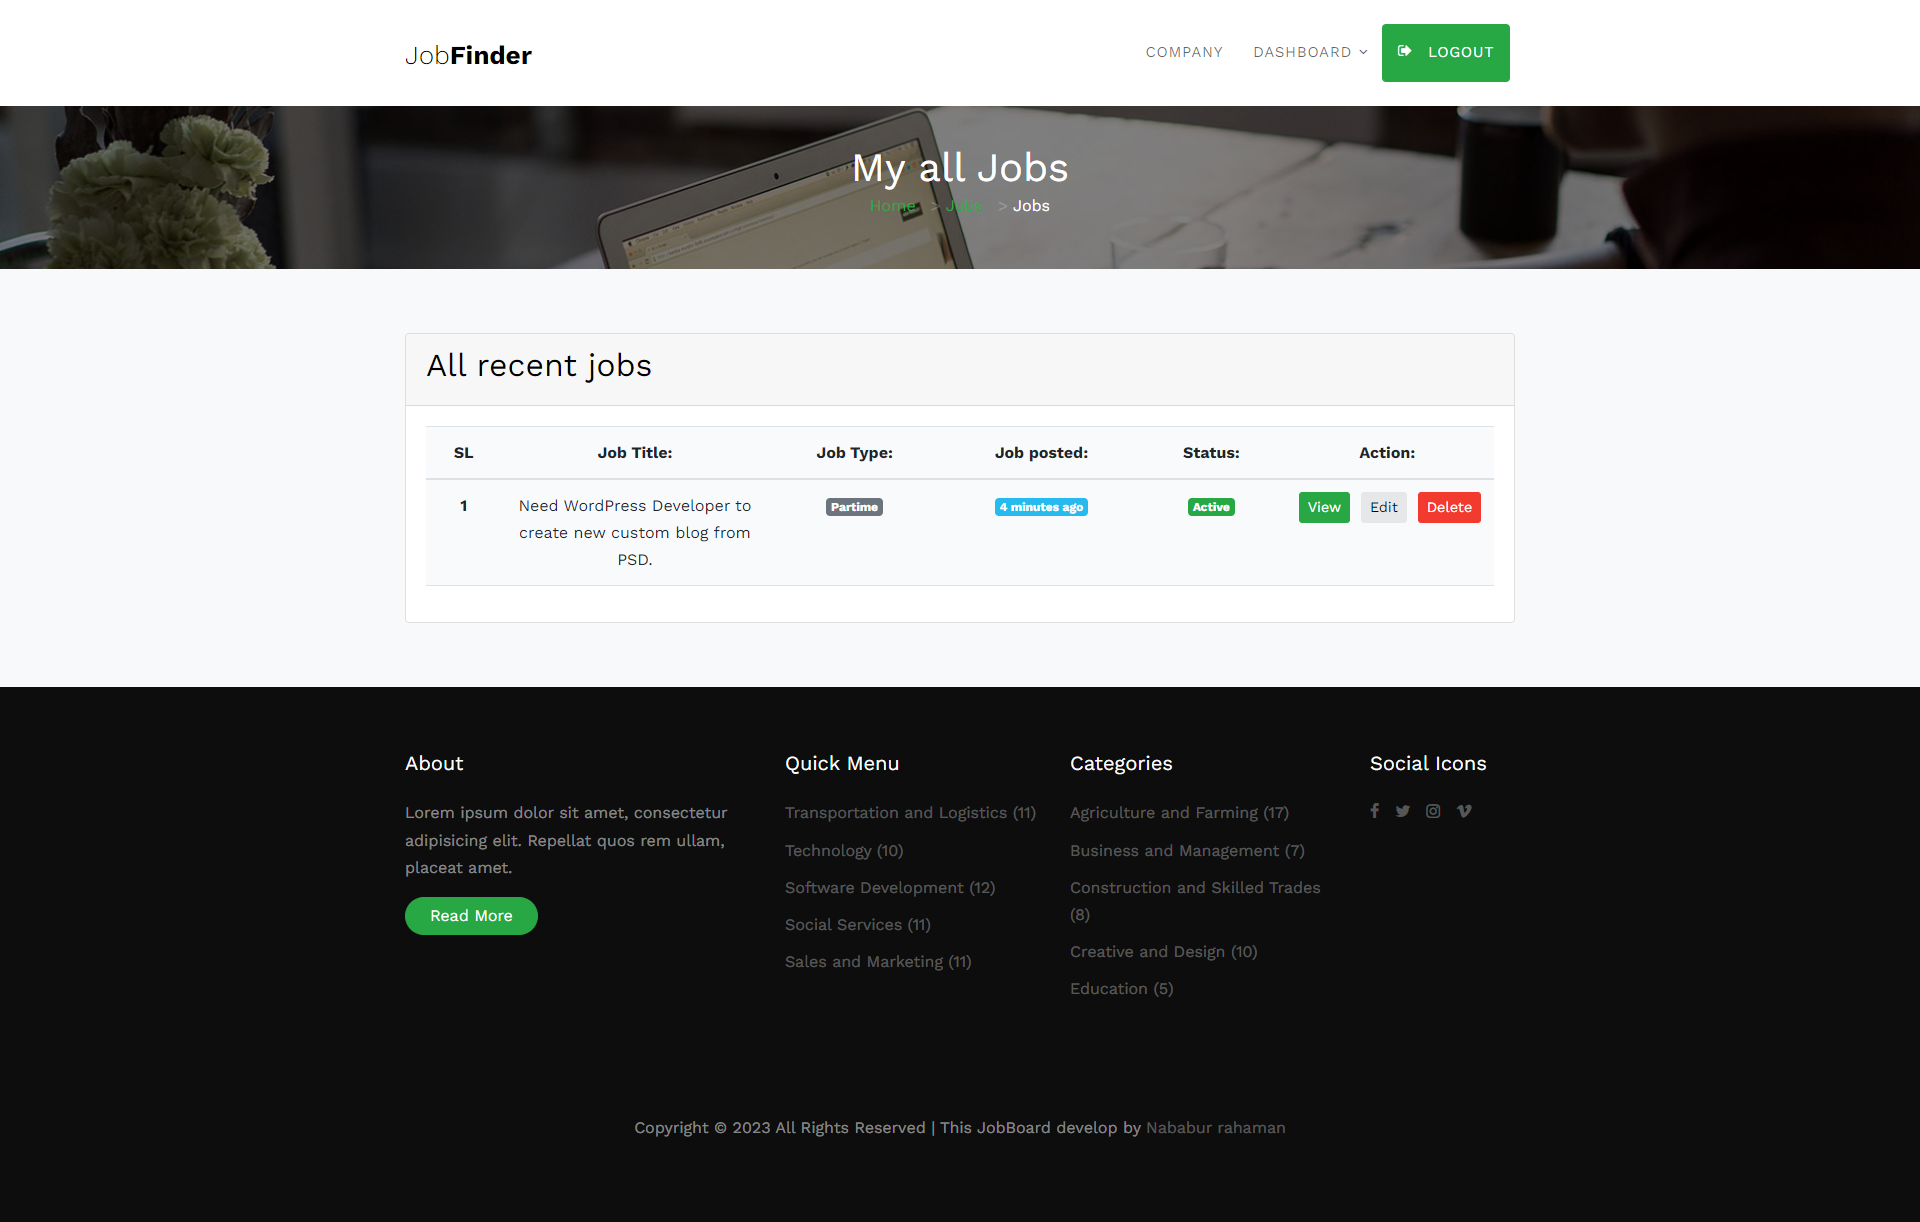 JobFinder
COMPANY
DASHBOARD
LOGOUT
My all Jobs
Home > Jobs > Jobs
All recent jobs
SL Job Title: Job Type: Job posted: Status: Action:
1 Need WordPress Developer to Partime 4 minutes ago Active View Edit Delete
create new custom blog from
PSD.
About
Lorem ipsum dolor sit amet, consectetur
adipisicing elit. Repellat quos rem ullam,
placeat amet.
Read More
Quick Menu
Transportation and Logistics (11)
Technology (10)
Software Development (12)
Social Services (11)
Sales and Marketing (11)
Categories
Agriculture and Farming (17)
Business and Management (7)
Construction and Skilled Trades
(8)
Creative and Design (10)
Education (5)
Social Icons
Copyright © 2023 All Rights Reserved | This JobBoard develop by Nababur rahaman